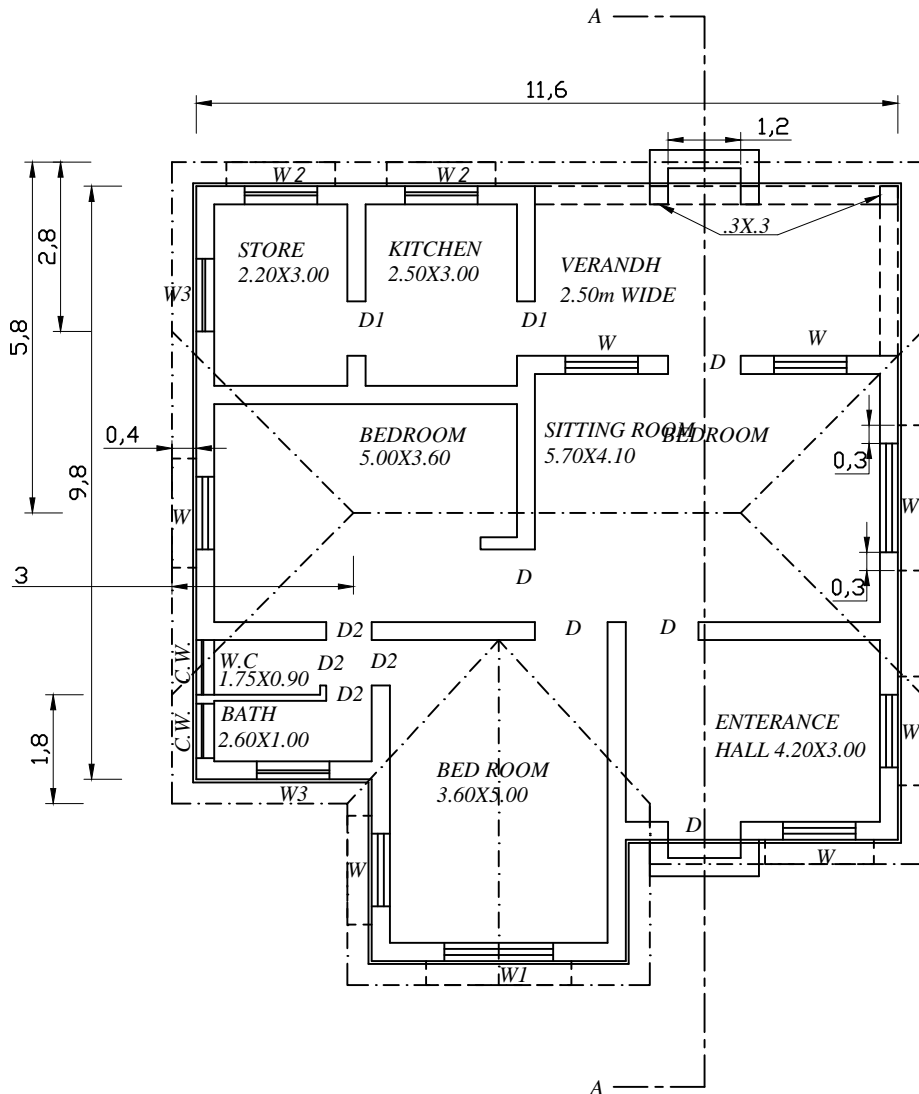 A
11,6
1,2
W2
W2
.3X.3
STORE
2.20X3.00
KITCHEN
2.50X3.00
VERANDH
2.50m WIDE
2,8
W3
D1
D1
5,8
W
W
D
0,4
BEDROOM
5.00X3.60
SITTING ROOM
5.70X4.10
BEDROOM
0,3
9,8
W
W
3
D
0,3
D2
D
D
C.W.
W.C
1.75X0.90
D2
D2
D2
C.W.
BATH
2.60X1.00
1,8
ENTERANCE
HALL 4.20X3.00
W
BED ROOM
3.60X5.00
W3
D
W
W
W1
A